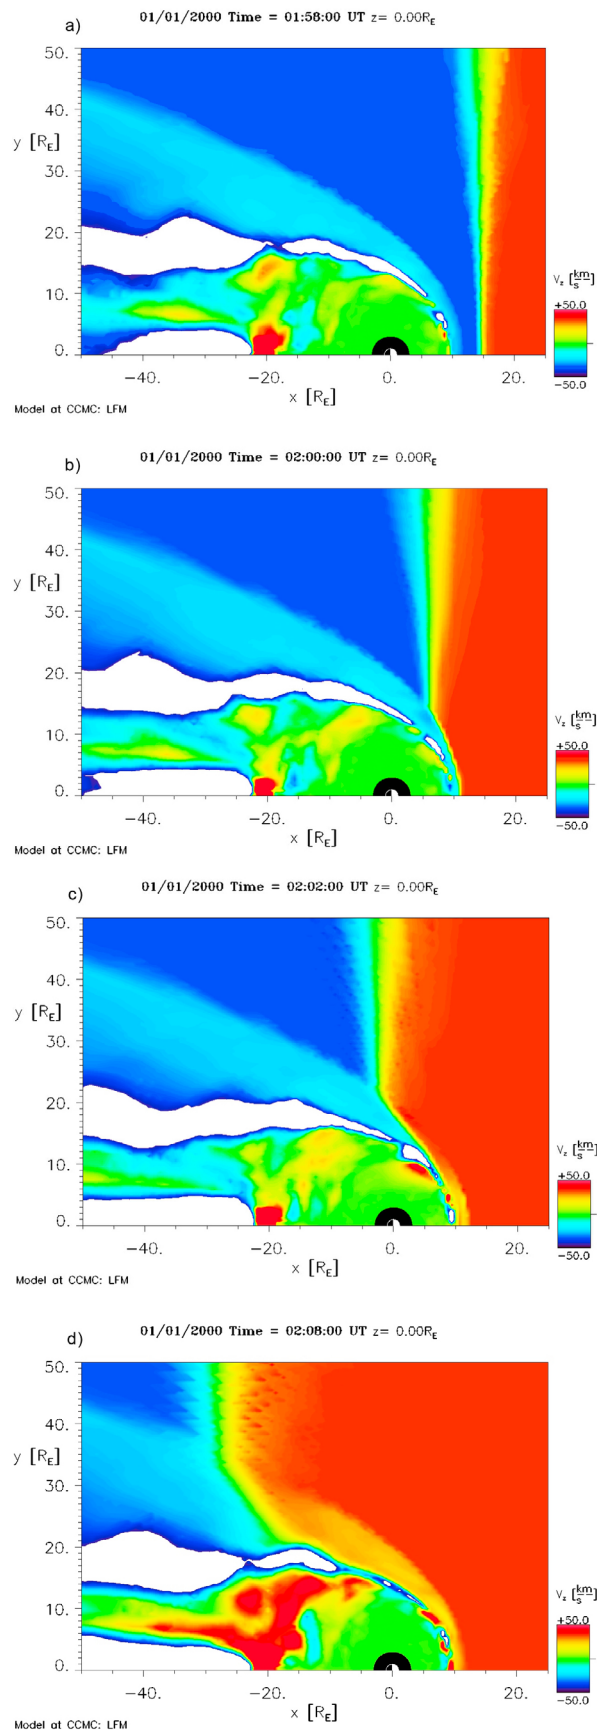 a)
01/01/2000 Time = 01:58:00 UT z= 0.00R_E
50.
40.
y [R_E]
30.
20.
10.
0.
−40. −20. 0. 20.
x [R_E]
V_z [km/s]
+50.0
−50.0
Model at CCMC: LFM
b)
01/01/2000 Time = 02:00:00 UT z= 0.00R_E
50.
40.
y [R_E]
30.
20.
10.
0.
−40. −20. 0. 20.
x [R_E]
V_z [km/s]
+50.0
−50.0
Model at CCMC: LFM
c)
01/01/2000 Time = 02:02:00 UT z= 0.00R_E
50.
40.
y [R_E]
30.
20.
10.
0.
−40. −20. 0. 20.
x [R_E]
V_z [km/s]
+50.0
−50.0
Model at CCMC: LFM
d)
01/01/2000 Time = 02:08:00 UT z= 0.00R_E
50.
40.
y [R_E]
30.
20.
10.
0.
−40. −20. 0. 20.
x [R_E]
V_z [km/s]
+50.0
−50.0
Model at CCMC: LFM